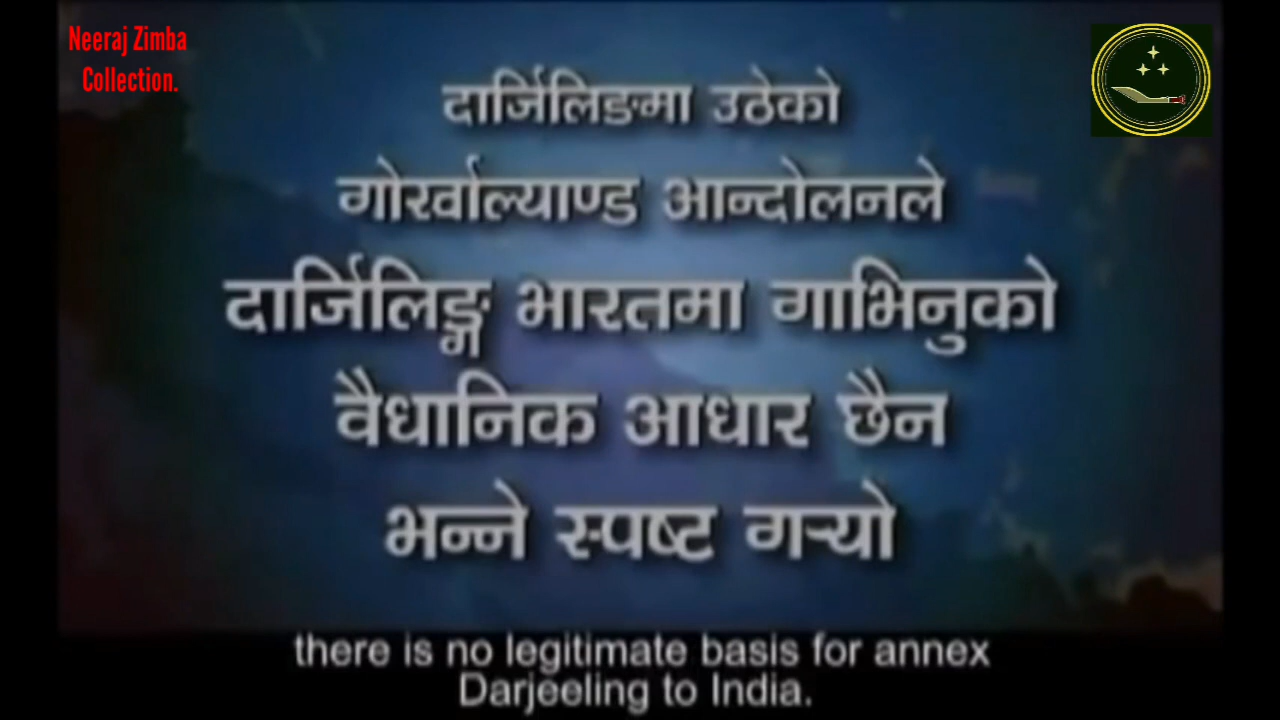 Neeraj Zimba
Collection.
दार्जिलिङमा उठेको
गोर्खाल्याण्ड आन्दोलनले
दार्जिलिङ्ग भारतमा गाभिनुको
वैधानिक आधार छैन
भन्ने स्पष्ट गऱ्यो
there is no legitimate basis for annex
Darjeeling to India.